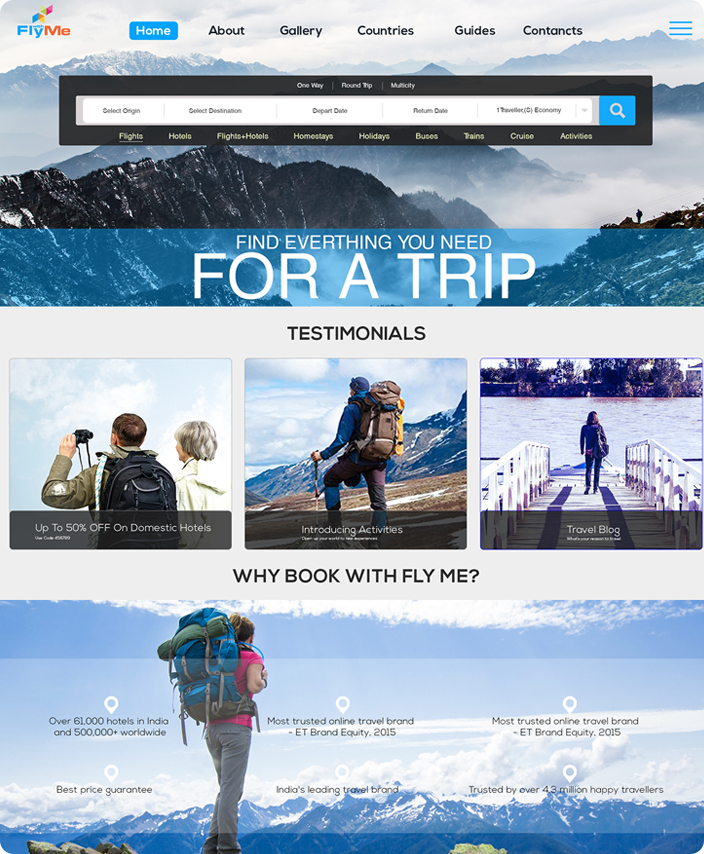 FlyMe
Home About Gallery Countries Guides Contancts
One Way Round Trip Multicity
Select Origin Select Destination Depart Date Return Date 1Traveller,(S) Economy
Flights Hotels Flights+Hotels Homestays Holidays Buses Trains Cruise Activities
FIND EVERTHING YOU NEED
FOR A TRIP
TESTIMONIALS
Up To 50% OFF On Domestic Hotels
Use Code 456789
Introducing Activities
Open up your world to new experiences
Travel Blog
What's your reason to travel
WHY BOOK WITH FLY ME?
Over 61,000 hotels in India
and 500,000+ worldwide
Most trusted online travel brand
- ET Brand Equity, 2015
Most trusted online travel brand
- ET Brand Equity, 2015
Best price guarantee
India's leading travel brand
Trusted by over 4.3 million happy travellers